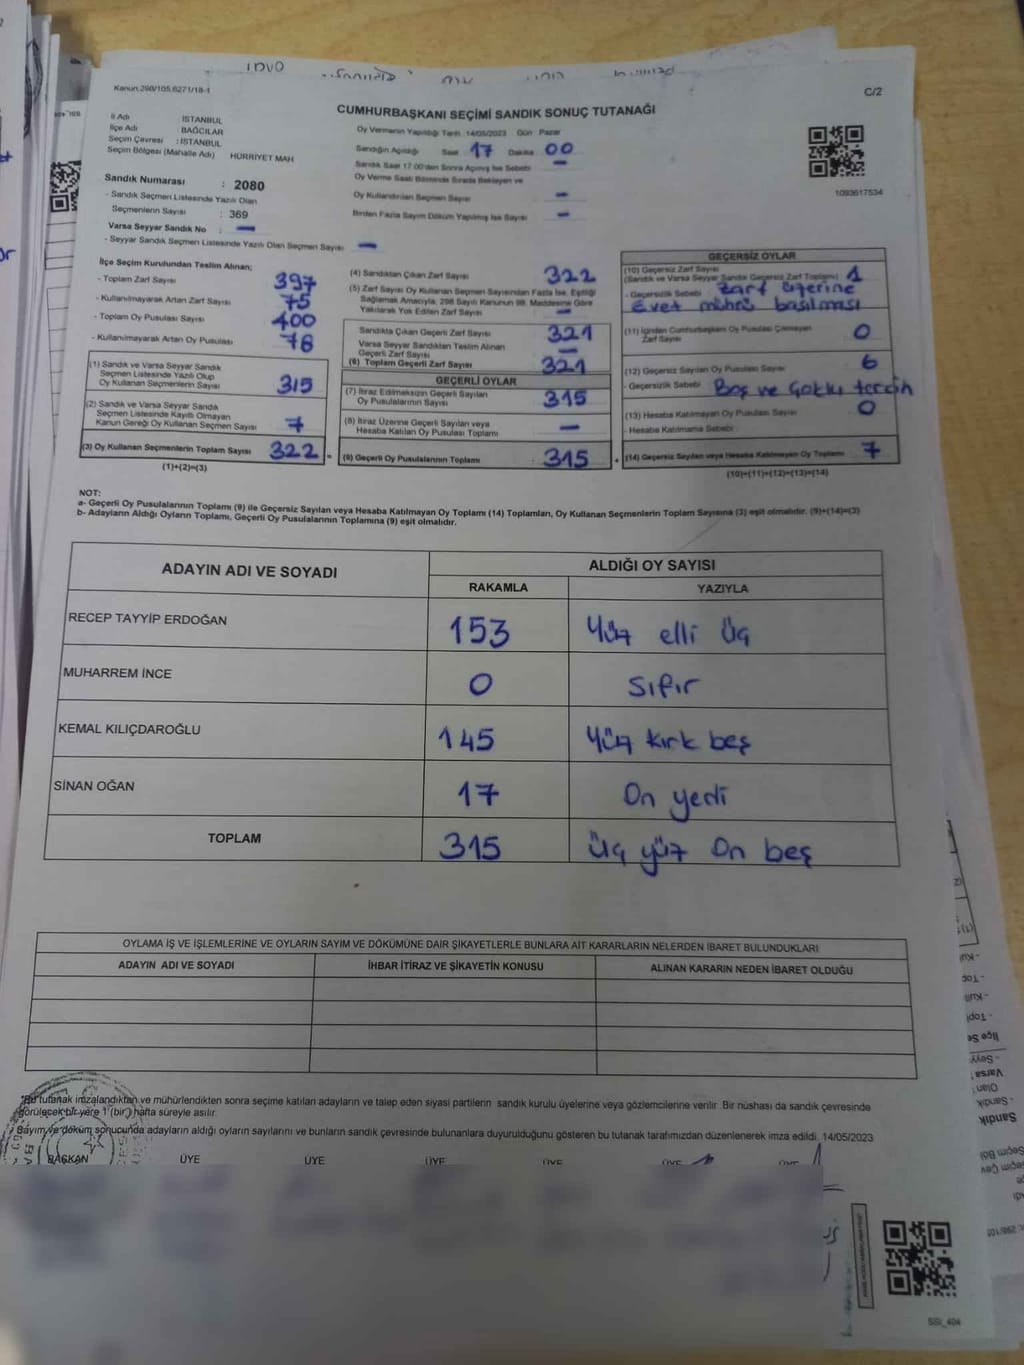 Kanun 298/105,6271/18-1
C/2
CUMHURBAŞKANI SEÇİMİ SANDIK SONUÇ TUTANAĞI
İl Adı İSTANBUL
İlçe Adı BAĞCILAR
Seçim Çevresi : İSTANBUL
Seçim Bölgesi (Mahalle Adı) HÜRRİYET MAH
Sandık Numarası : 2080
- Sandık Seçmen Listesinde Yazılı Olan
Seçmenlerin Sayısı : 369
Varsa Seyyar Sandık No : -
- Seyyar Sandık Seçmen Listesinde Yazılı Olan Seçmen Sayısı -
Oy Vermenin Yapıldığı Tarih 14/05/2023 Gün Pazar
Sandığın Açıldığı Saat 17 Dakika 00
Sandık Saat 17.00'den Sonra Açılmış İse Sebebi -
Oy Verme Saati Bitiminde Sırada Bekleyen ve
Oy Kullandırılan Seçmen Sayısı -
Birden Fazla Sayım Döküm Yapılmış İse Sayısı -
1093617534
İlçe Seçim Kurulundan Teslim Alınan;
- Toplam Zarf Sayısı 397
- Kullanılmayarak Artan Zarf Sayısı 75
- Toplam Oy Pusulası Sayısı 400
- Kullanılmayarak Artan Oy Pusulası 78
(1) Sandık ve Varsa Seyyar Sandık
Seçmen Listesinde Yazılı Olup
Oy Kullanan Seçmenlerin Sayısı 315
(2) Sandık ve Varsa Seyyar Sandık
Seçmen Listesinde Kayıtlı Olmayan
Kanun Gereği Oy Kullanan Seçmen Sayısı 7
(3) Oy Kullanan Seçmenlerin Toplam Sayısı 322 =
(1)+(2)=(3)
(4) Sandıktan Çıkan Zarf Sayısı 322
(5) Zarf Sayısı Oy Kullanan Seçmen Sayısından Fazla İse, Eşitliği
Sağlamak Amacıyla, 298 Sayılı Kanunun 98. Maddesine Göre
Yakılarak Yok Edilen Zarf Sayısı -
Sandıkta Çıkan Geçerli Zarf Sayısı 321
Varsa Seyyar Sandıktan Teslim Alınan
Geçerli Zarf Sayısı -
(6) Toplam Geçerli Zarf Sayısı 321
GEÇERLİ OYLAR
(7) İtiraz Edilmeksizin Geçerli Sayılan
Oy Pusulalarının Sayısı 315
(8) İtiraz Üzerine Geçerli Sayılan veya
Hesaba Katılan Oy Pusulası Toplamı -
(9) Geçerli Oy Pusulalarının Toplamı : 315 +
GEÇERSİZ OYLAR
(10) Geçersiz Zarf Sayısı
(Sandık ve Varsa Seyyar Sandık Geçersiz Zarf Toplamı) 1
- Geçersizlik Sebebi Zarf üzerine
Evet mührü basılması
(11) İçinden Cumhurbaşkanı Oy Pusulası Çıkmayan
Zarf Sayısı 0
(12) Geçersiz Sayılan Oy Pusulası Sayısı 6
- Geçersizlik Sebebi Boş ve Çoklu tercih
(13) Hesaba Katılmayan Oy Pusulası Sayısı 0
- Hesaba Katılmama Sebebi
(14) Geçersiz Sayılan veya Hesaba Katılmayan Oy Toplamı 7
(10)+(11)+(12)+(13)=(14)
NOT:
a- Geçerli Oy Pusulalarının Toplamı (9) ile Geçersiz Sayılan veya Hesaba Katılmayan Oy Toplamı (14) Toplamları, Oy Kullanan Seçmenlerin Toplam Sayısına (3) eşit olmalıdır. (9)+(14)=(3)
b- Adayların Aldığı Oyların Toplamı, Geçerli Oy Pusulalarının Toplamına (9) eşit olmalıdır.
ADAYIN ADI VE SOYADI
ALDIĞI OY SAYISI
RAKAMLA YAZIYLA
RECEP TAYYİP ERDOĞAN 153 Yüz elli üç
MUHARREM İNCE 0 Sıfır
KEMAL KILIÇDAROĞLU 145 Yüz kırk beş
SİNAN OĞAN 17 On yedi
TOPLAM 315 Üç yüz On beş
OYLAMA İŞ VE İŞLEMLERİNE VE OYLARIN SAYIM VE DÖKÜMÜNE DAİR ŞİKAYETLERLE BUNLARA AİT KARARLARIN NELERDEN İBARET BULUNDUKLARI
ADAYIN ADI VE SOYADI İHBAR İTİRAZ VE ŞİKAYETİN KONUSU ALINAN KARARIN NEDEN İBARET OLDUĞU
"Bu tutanak imzalandıktan ve mühürlendikten sonra seçime katılan adayların ve talep eden siyasi partilerin sandık kurulu üyelerine veya gözlemcilerine verilir. Bir nüshası da sandık çevresinde
görülecek bir yere 1 (bir) hafta süreyle asılır.
Sayım ve döküm sonucunda adayların aldığı oyların sayılarını ve bunların sandık çevresinde bulunanlara duyurulduğunu gösteren bu tutanak tarafımızdan düzenlenerek imza edildi. 14/05/2023
BAŞKAN ÜYE ÜYE ÜYE ÜYE ÜYE ÜYE
SSI_404